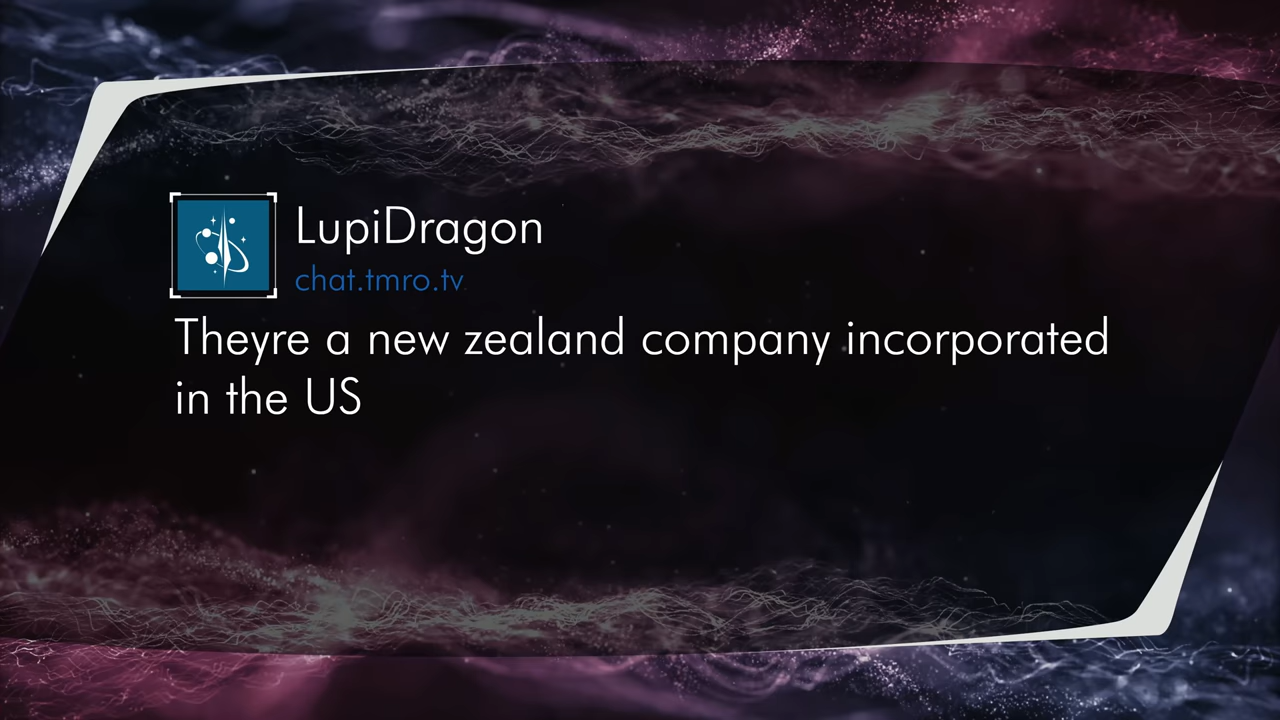 LupiDragon
chat.tmro.tv
Theyre a new zealand company incorporated
in the US